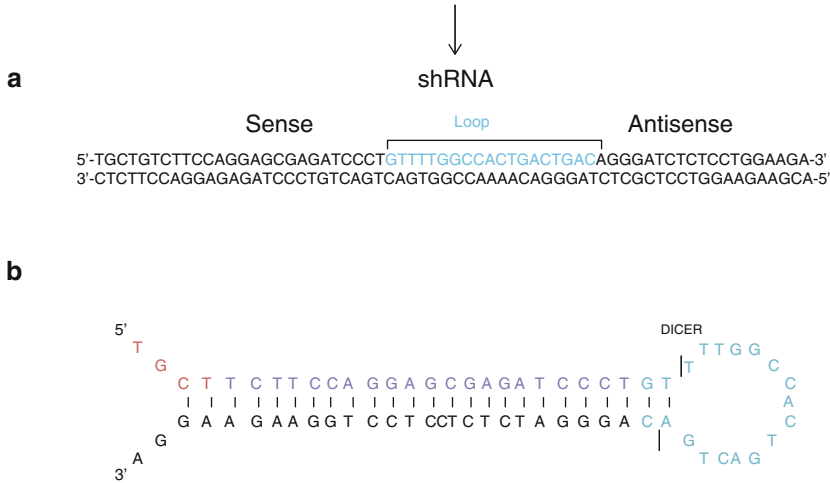 shRNA
a
Sense Loop Antisense
5’-TGCTGTCTTCCAGGAGCGAGATCCCTGTTTTGGCCACTGACTGACAGGGATCTCTCCTGGAAGA-3’
3’-CTCTTCCAGGAGAGATCCCTGTCAGTCAGTGGCCAAAACAGGGATCTCGCTCCTGGAAGAAGCA-5’
b
5’ DICER
T
G
C T T C T T C C A G G A G C G A G A T C C C T G T
T T T G G C C A C
G A A G A A G G T C C T C C T C T C T A G G G A C A
G T C A G T
G
A
3’